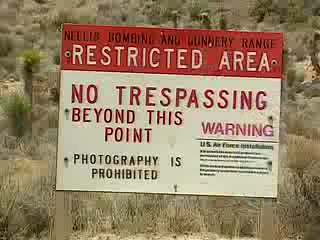 NELLIS BOMBING AND GUNNERY RANGE
RESTRICTED AREA
NO TRESPASSING
BEYOND THIS
POINT
WARNING
U.S. Air Force Installation
PHOTOGRAPHY IS
PROHIBITED